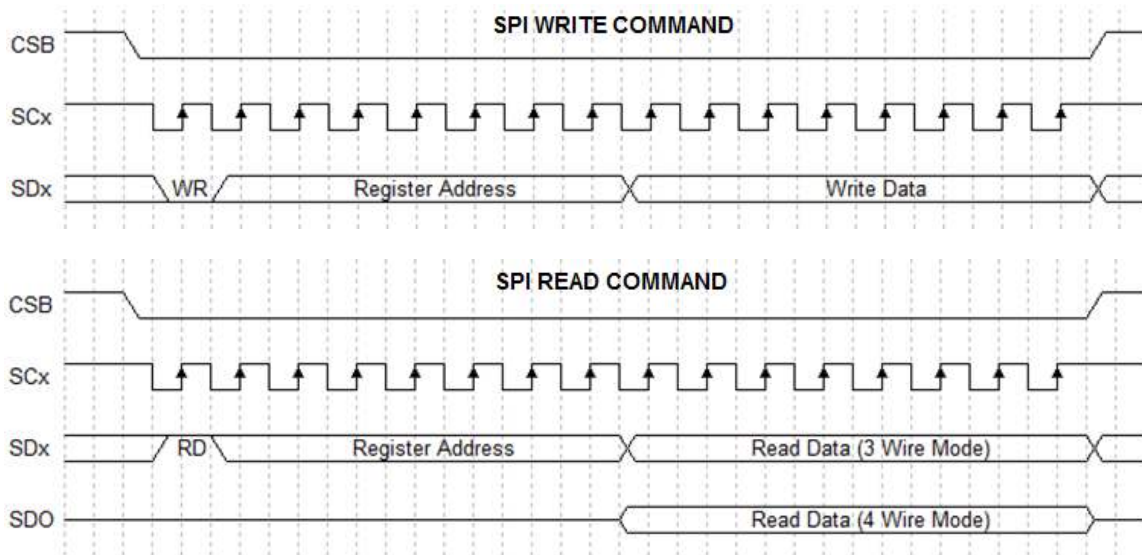 SPI WRITE COMMAND
CSB
SCx
SDx WR Register Address Write Data
SPI READ COMMAND
CSB
SCx
SDx RD Register Address Read Data (3 Wire Mode)
SDO Read Data (4 Wire Mode)